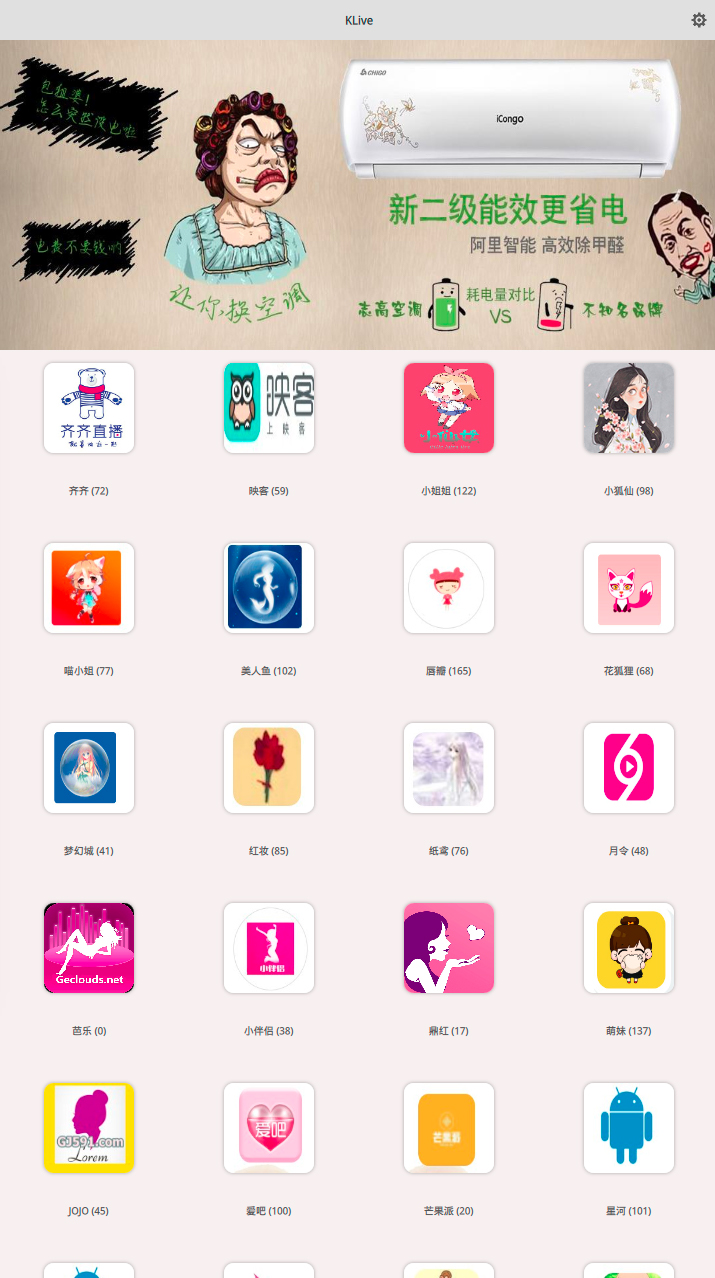 KLive
包租婆!
怎么突然没电啦
电费不要钱的
让你换空调
CHIGO
iCongo
新二级能效更省电
阿里智能 高效除甲醛
志高空调
耗电量对比
VS
不知名品牌
齐齐直播
映客
上映客
齐齐 (72)
映客 (59)
小姐姐 (122)
小狐仙 (98)
喵小姐 (77)
美人鱼 (102)
唇瓣 (165)
花狐狸 (68)
梦幻城 (41)
红妆 (85)
纸鸢 (76)
月令 (48)
Geclouds.net
小伴侣
芭乐 (0)
小伴侣 (38)
鼎红 (17)
萌妹 (137)
GJ591.com
Lorem
爱吧
芒果派
JOJO (45)
爱吧 (100)
芒果派 (20)
星河 (101)